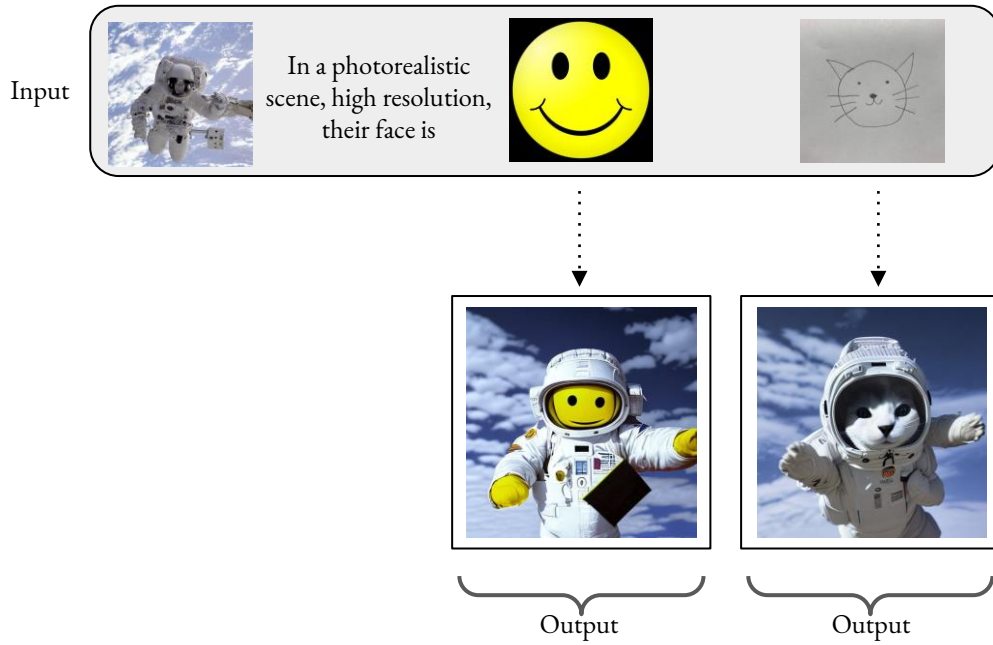 Input
In a photorealistic
scene, high resolution,
their face is
Output
Output